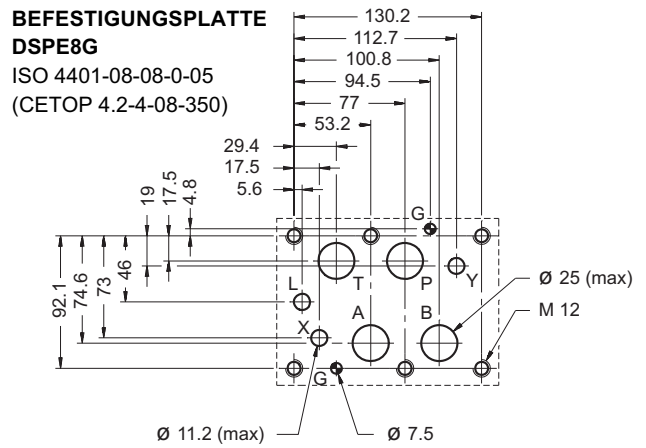 BEFESTIGUNGSPLATTE
DSPE8G
ISO 4401-08-08-0-05
(CETOP 4.2-4-08-350)
130.2
112.7
100.8
94.5
77
53.2
29.4
17.5
5.6
19
17.5
4.8
G
92.1
74.6
73
46
L
T
P
Y
X
A
B
G
Ø 25 (max)
M 12
Ø 11.2 (max)
Ø 7.5